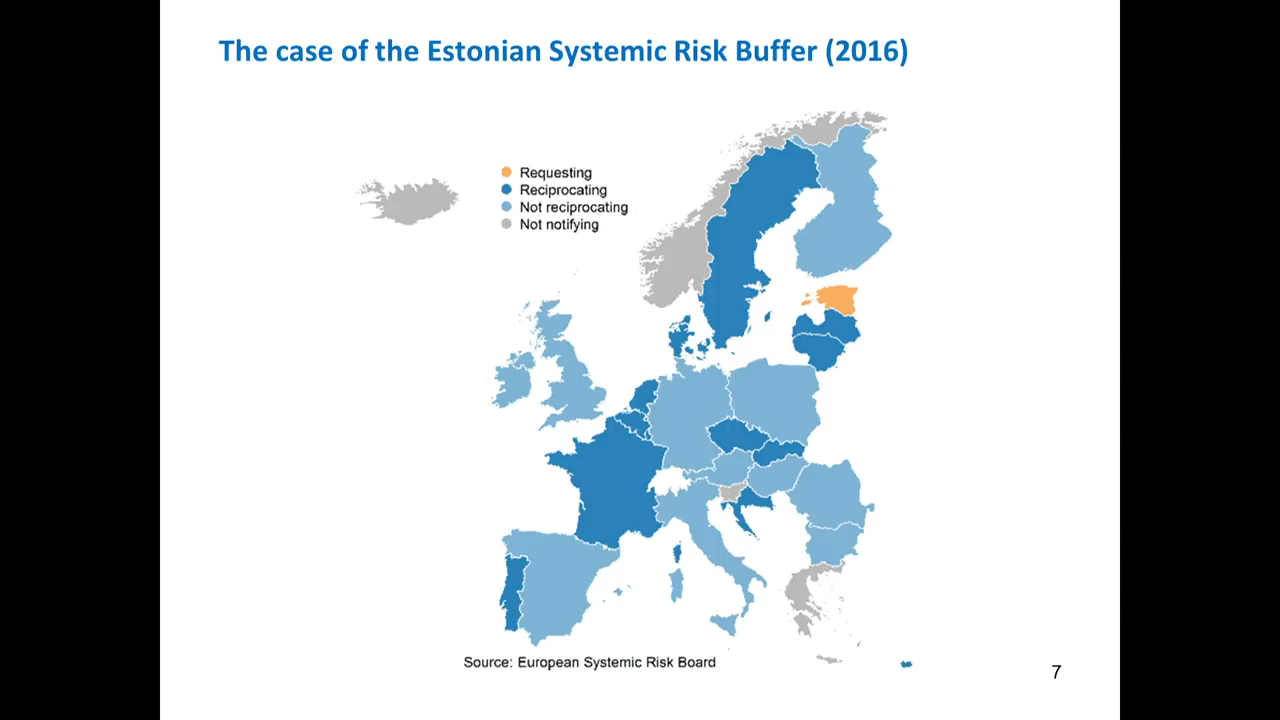 The case of the Estonian Systemic Risk Buffer (2016)
Requesting
Reciprocating
Not reciprocating
Not notifying
Source: European Systemic Risk Board
7